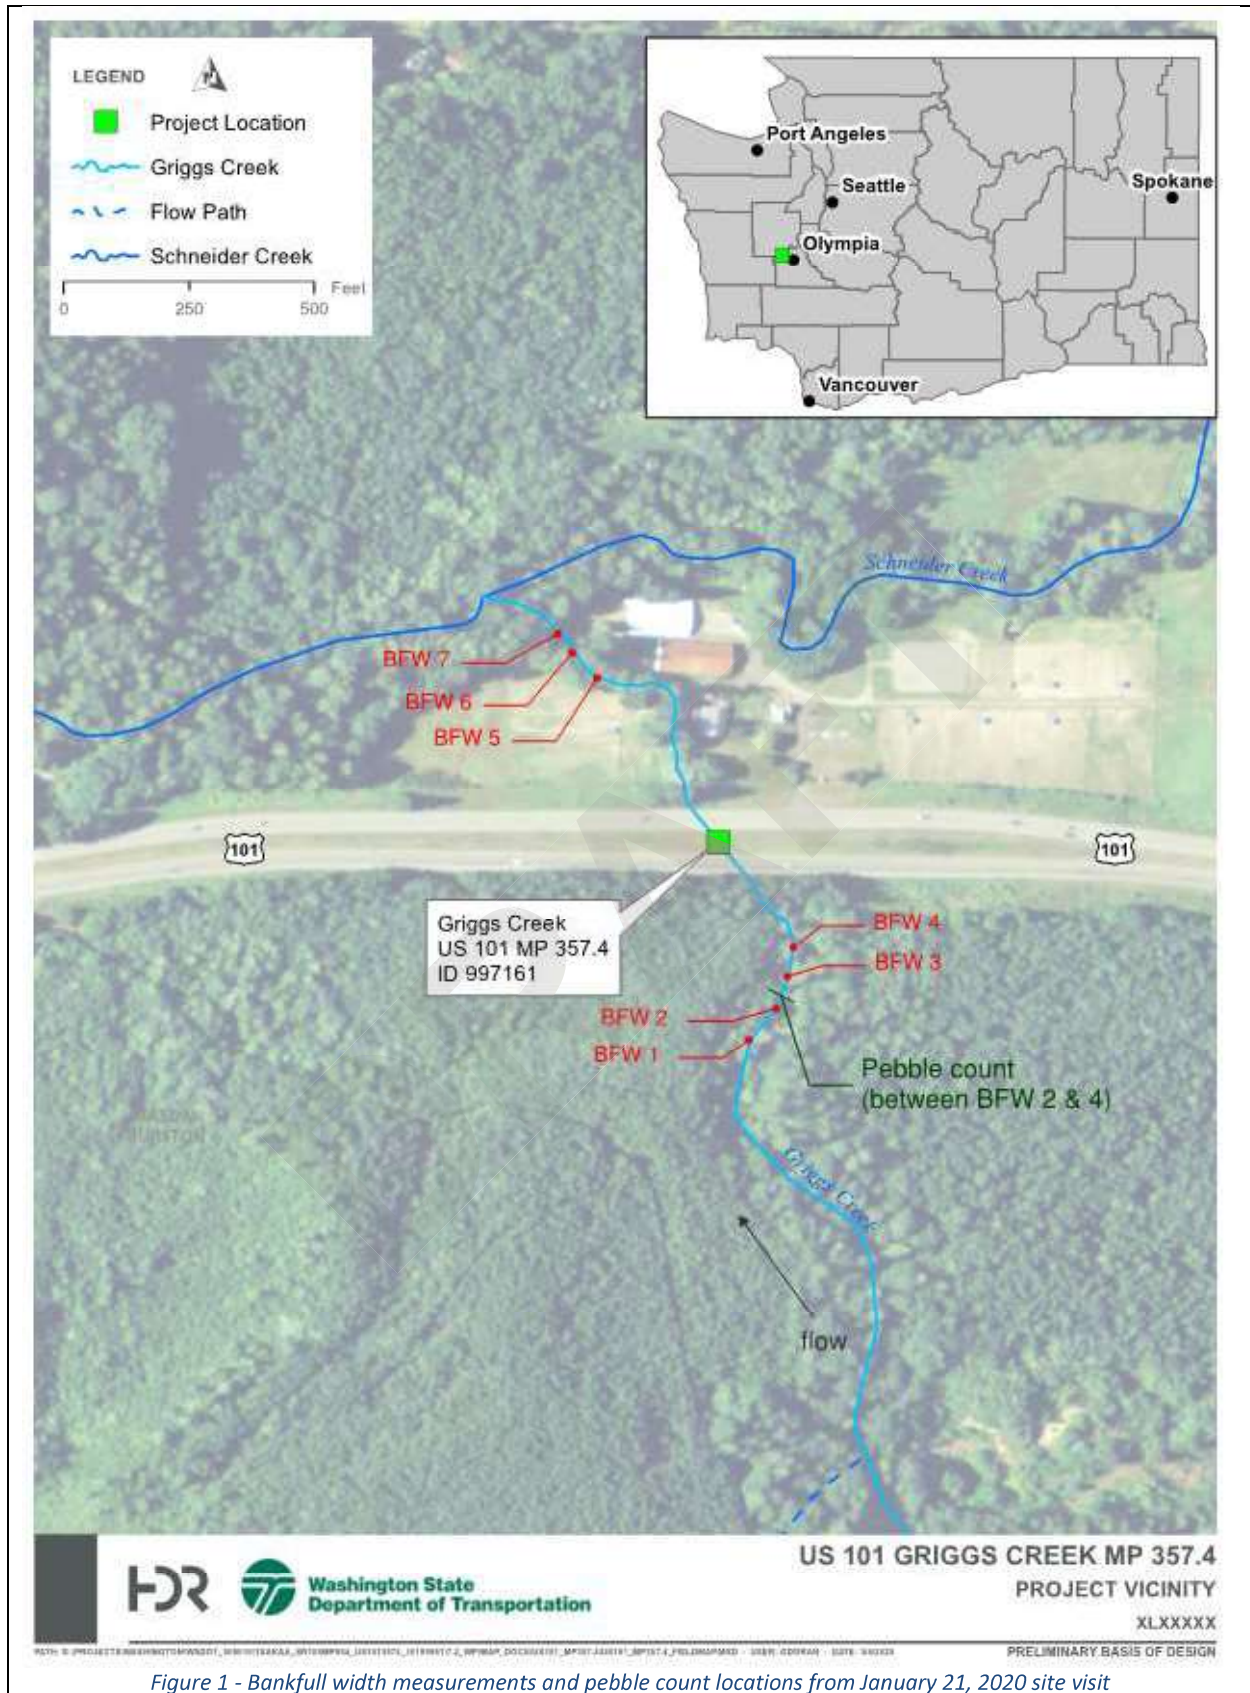 LEGEND
N
Project Location
Griggs Creek
Flow Path
Schneider Creek
Feet
0 250 500
Port Angeles
Seattle
Spokane
Olympia
Vancouver
Schneider Creek
BFW 7
BFW 6
BFW 5
101
101
Griggs Creek
US 101 MP 357.4
ID 997161
BFW 4
BFW 3
BFW 2
BFW 1
Pebble count
(between BFW 2 & 4)
Griggs Creek
flow
DRAFT
HDR
Washington State
Department of Transportation
US 101 GRIGGS CREEK MP 357.4
PROJECT VICINITY
XLXXXXX
PRELIMINARY BASIS OF DESIGN
Figure 1 - Bankfull width measurements and pebble count locations from January 21, 2020 site visit